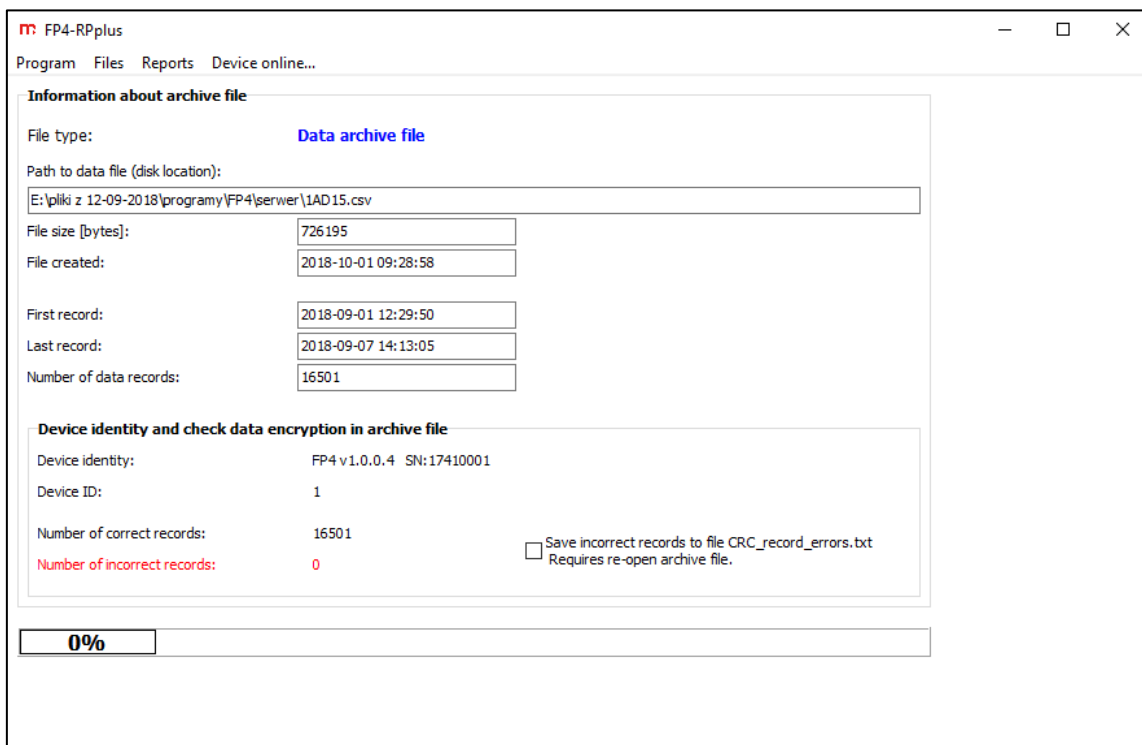 FP4-RPplus
Program Files Reports Device online...
Information about archive file
File type: Data archive file
Path to data file (disk location):
E:\pliki z 12-09-2018\programy\FP4\serwer\1AD15.csv
File size [bytes]: 726195
File created: 2018-10-01 09:28:58
First record: 2018-09-01 12:29:50
Last record: 2018-09-07 14:13:05
Number of data records: 16501
Device identity and check data encryption in archive file
Device identity: FP4 v1.0.0.4 SN:17410001
Device ID: 1
Number of correct records: 16501
Save incorrect records to file CRC_record_errors.txt
Requires re-open archive file.
Number of incorrect records: 0
0%